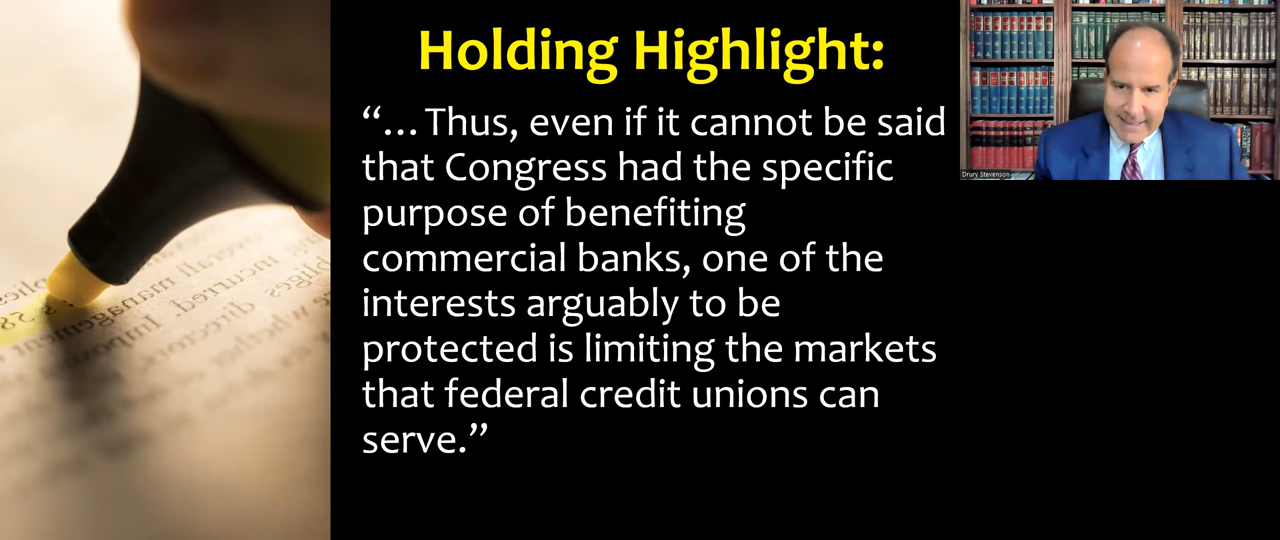 Holding Highlight:
“…Thus, even if it cannot be said
that Congress had the specific
purpose of benefiting
commercial banks, one of the
interests arguably to be
protected is limiting the markets
that federal credit unions can
serve.”
Drury Stevenson